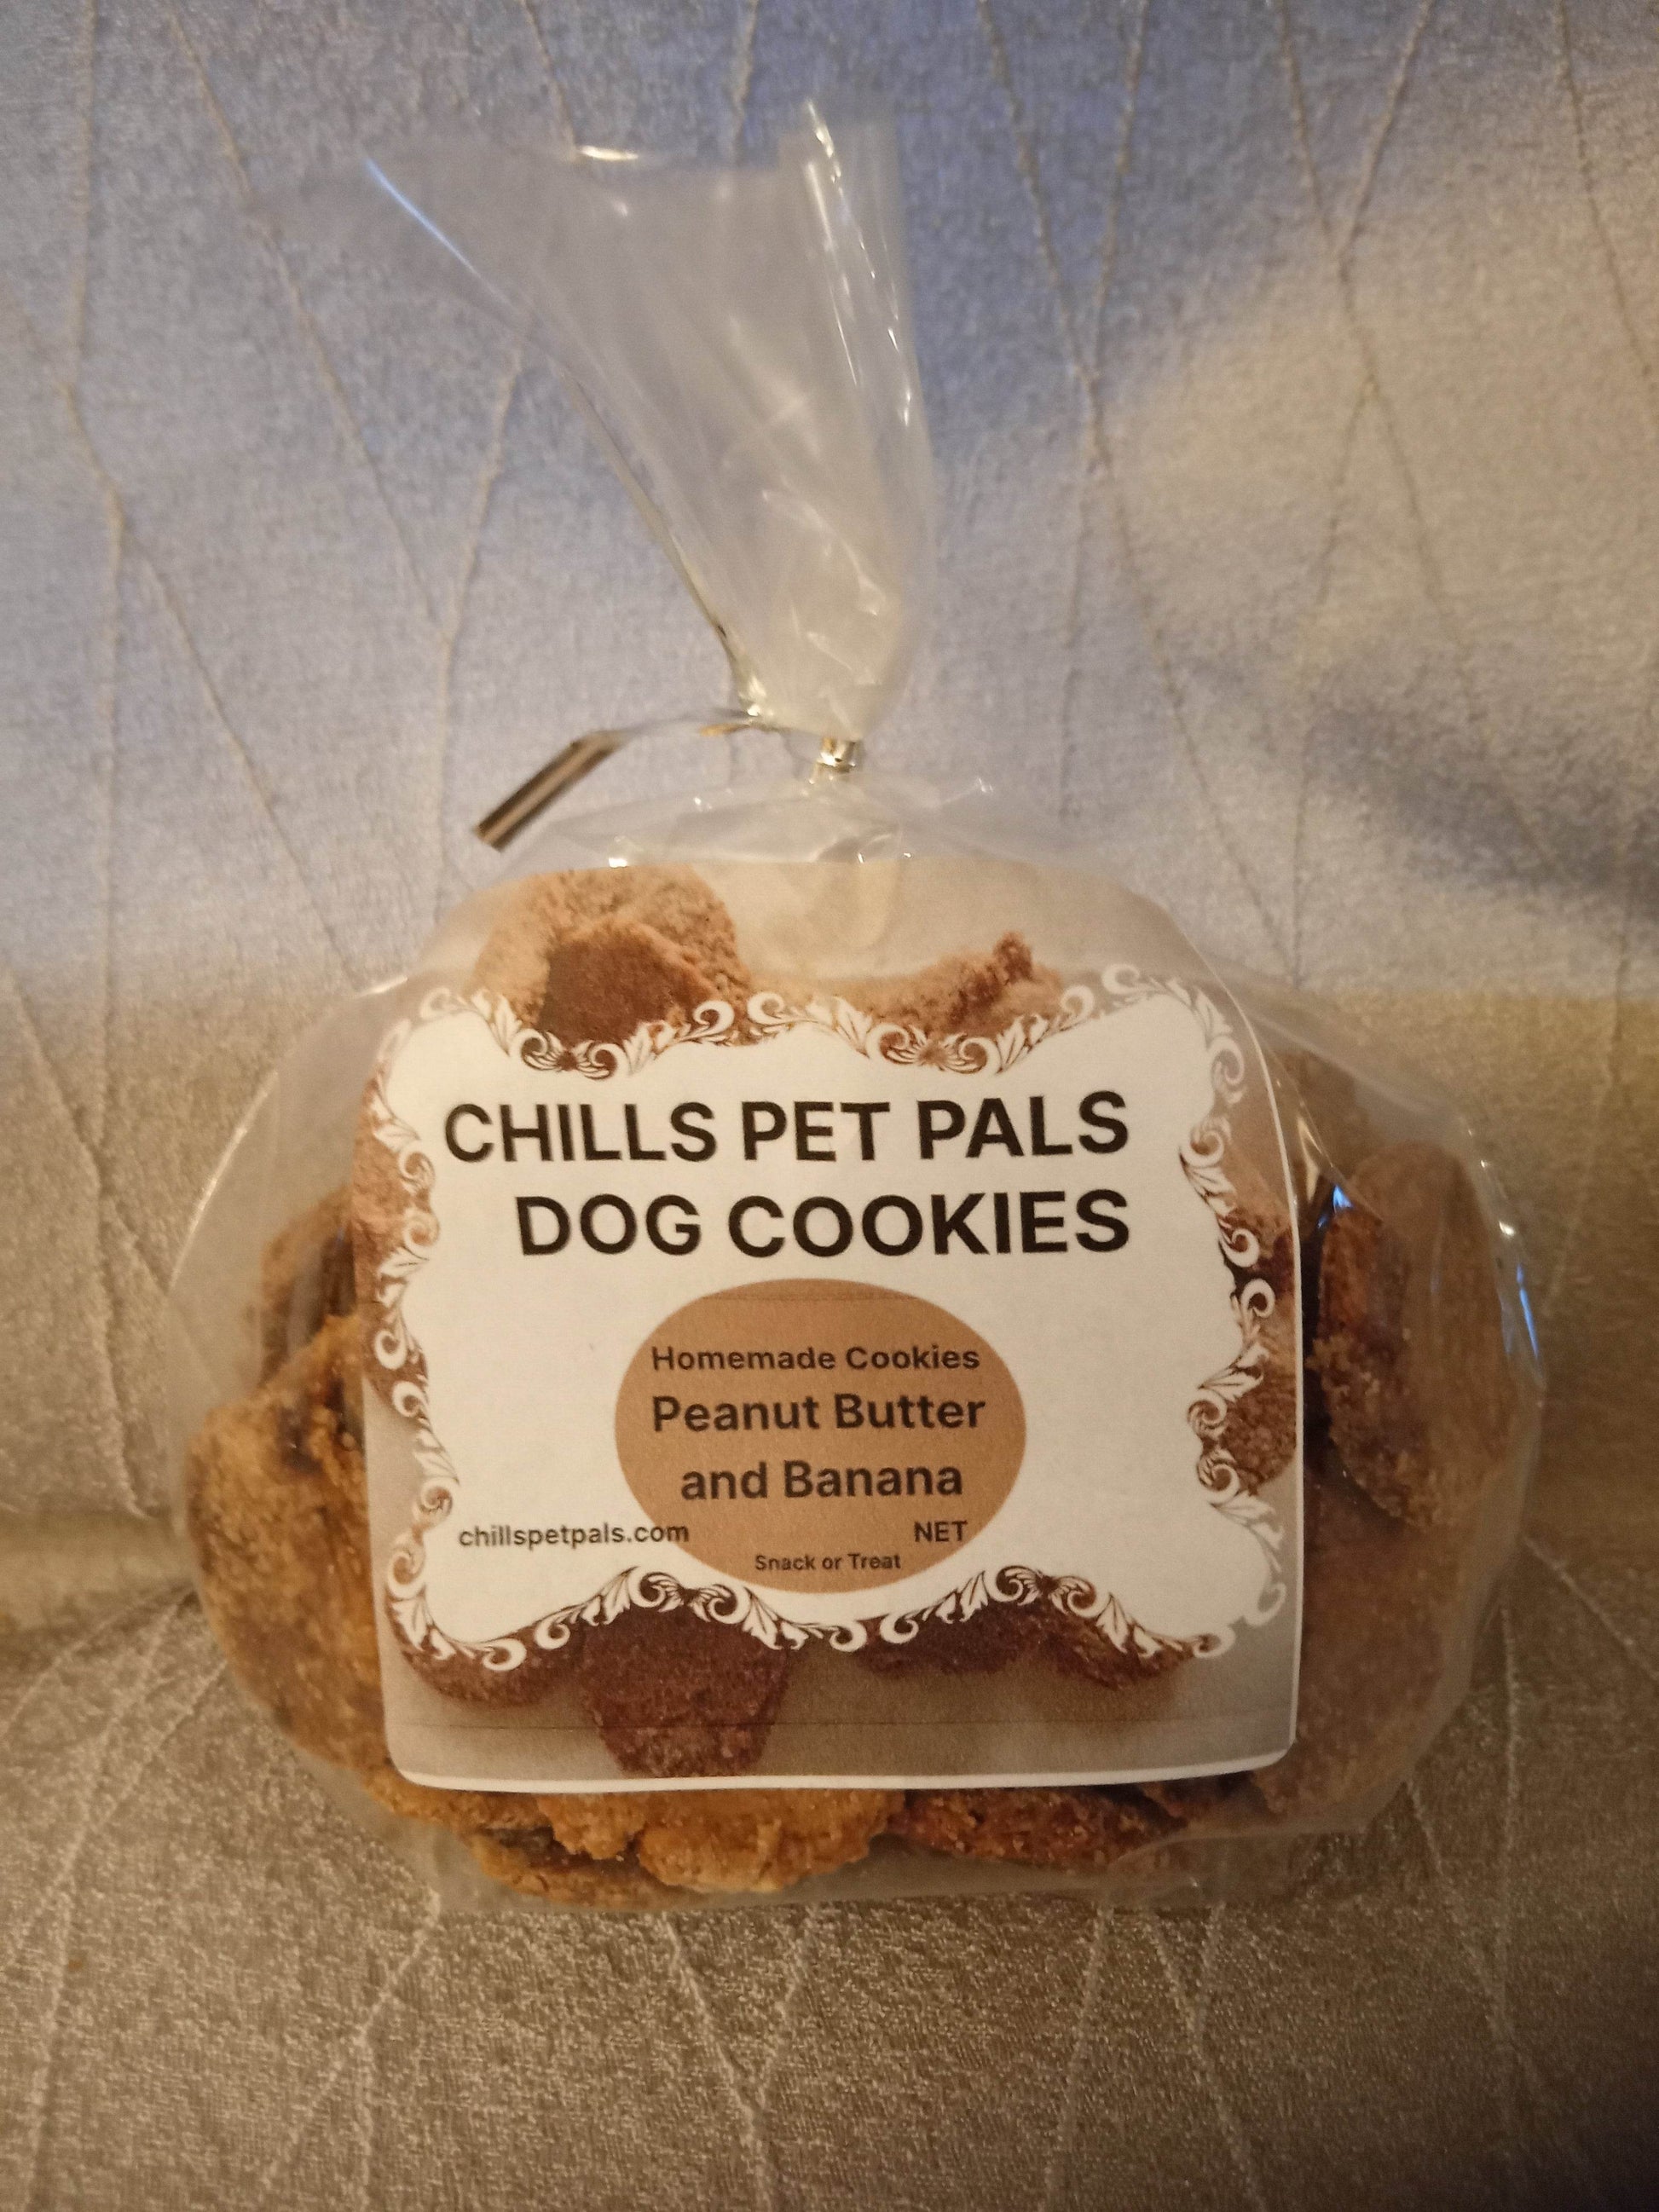 CHILLS PET PALS
DOG COOKIES
Homemade Cookies
Peanut Butter
and Banana
chillspetpals.com NET
Snack or Treat